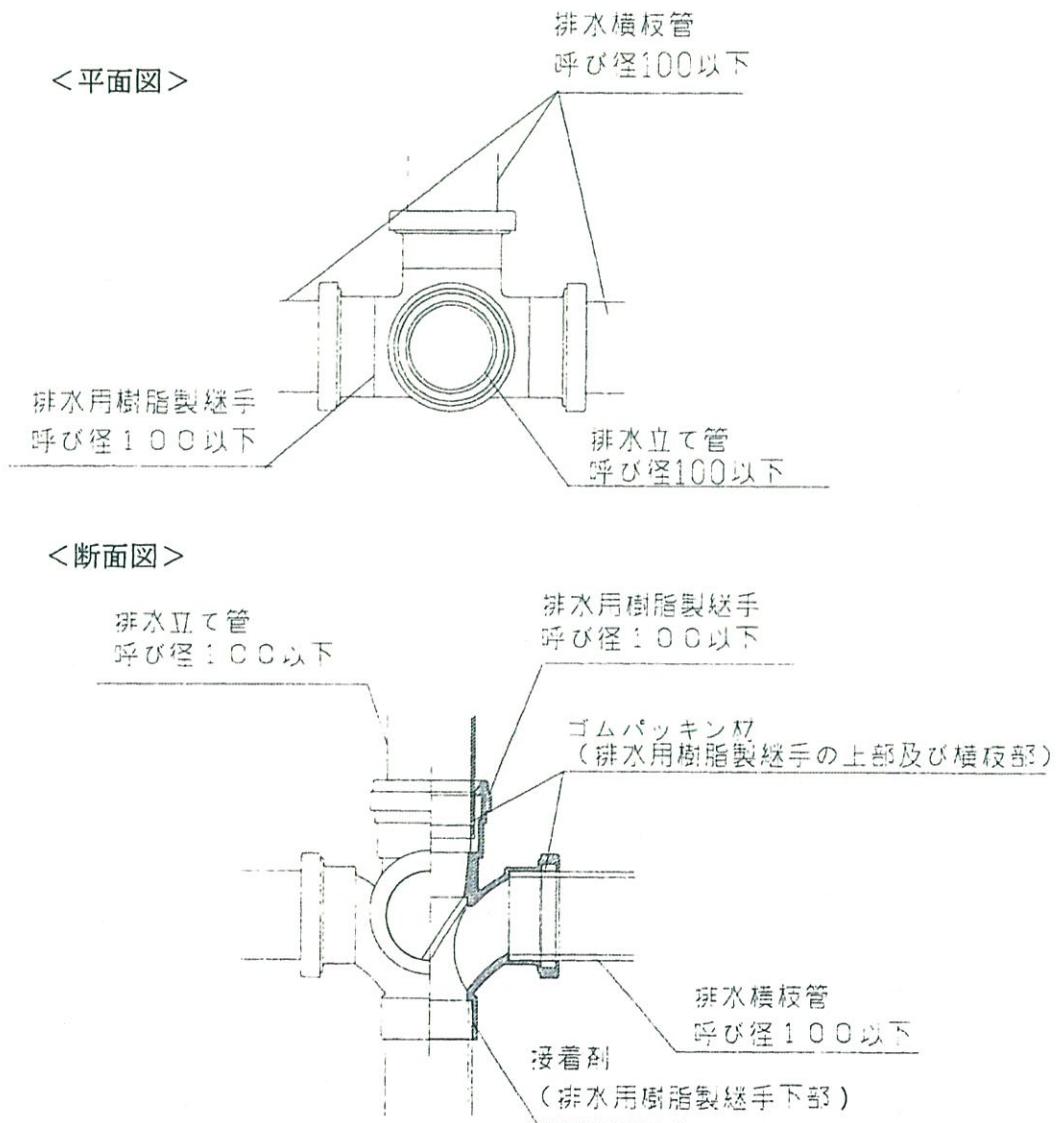 排水横枝管
呼び径100以下
＜平面図＞
排水用樹脂製継手
呼び径１００以下
排水立て管
呼び径100以下
＜断面図＞
排水立て管
呼び径１００以下
排水用樹脂製継手
呼び径１００以下
ゴムパッキン材
（排水用樹脂製継手の上部及び横枝部）
排水横枝管
呼び径１００以下
接着剤
（排水用樹脂製継手下部）